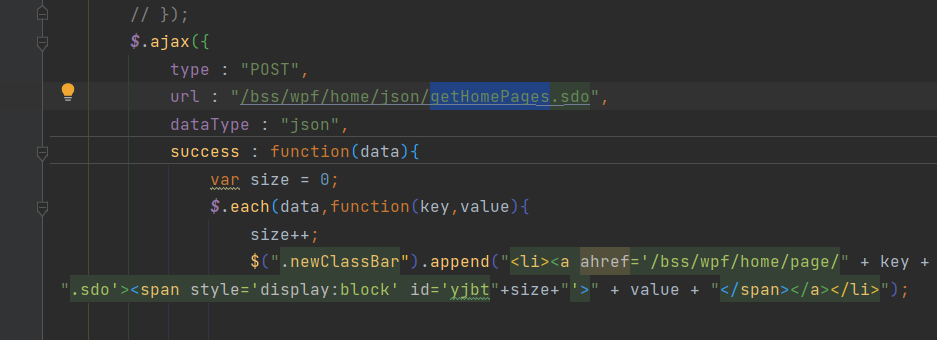 // });
$.ajax({
type : "POST",
url : "/bss/wpf/home/json/getHomePages.sdo",
dataType : "json",
success : function(data){
var size = 0;
$.each(data,function(key,value){
size++;
$(".newClassBar").append("<li><a ahref='/bss/wpf/home/page/" + key +
".sdo'><span style='display:block' id='yjbt"+size+"'>" + value + "</span></a></li>");